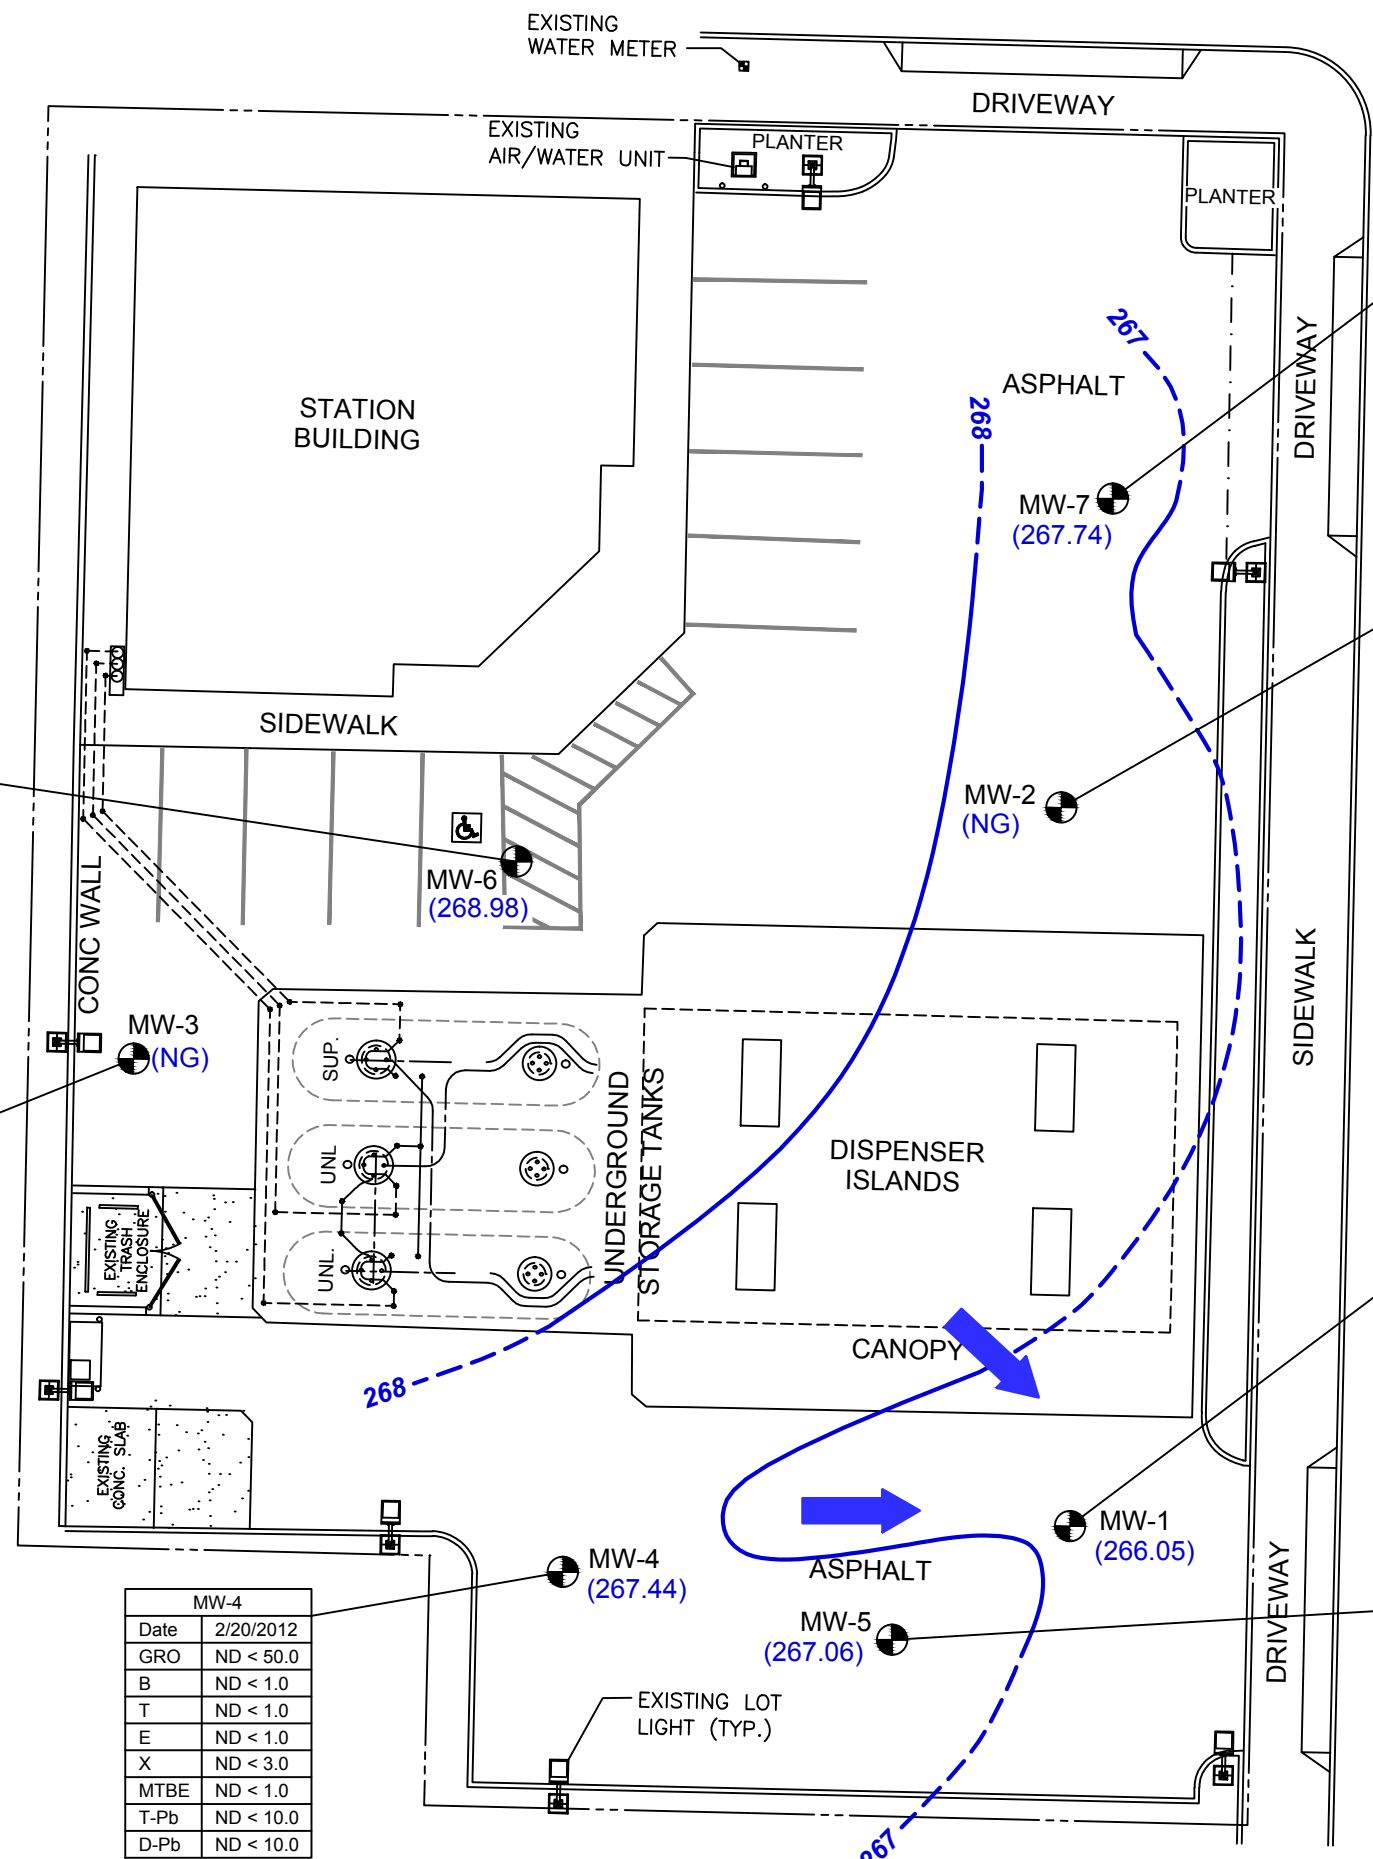 EXISTING
WATER METER
DRIVEWAY
EXISTING
AIR/WATER UNIT
PLANTER
PLANTER
267
DRIVEWAY
ASPHALT
268
STATION
BUILDING
MW-7
(267.74)
SIDEWALK
MW-2
(NG)
MW-6
(268.98)
CONC WALL
SIDEWALK
MW-3
(NG)
SUP.
UNL
UNL.
UNDERGROUND
STORAGE TANKS
DISPENSER
ISLANDS
EXISTING
TRASH
ENCLOSURE
CANOPY
268
EXISTING
CONC. SLAB
MW-1
(266.05)
MW-4
(267.44)
ASPHALT
MW-5
(267.06)
DRIVEWAY
MW-4
Date 2/20/2012
GRO ND < 50.0
B ND < 1.0
T ND < 1.0
E ND < 1.0
X ND < 3.0
MTBE ND < 1.0
T-Pb ND < 10.0
D-Pb ND < 10.0
EXISTING LOT
LIGHT (TYP.)
267